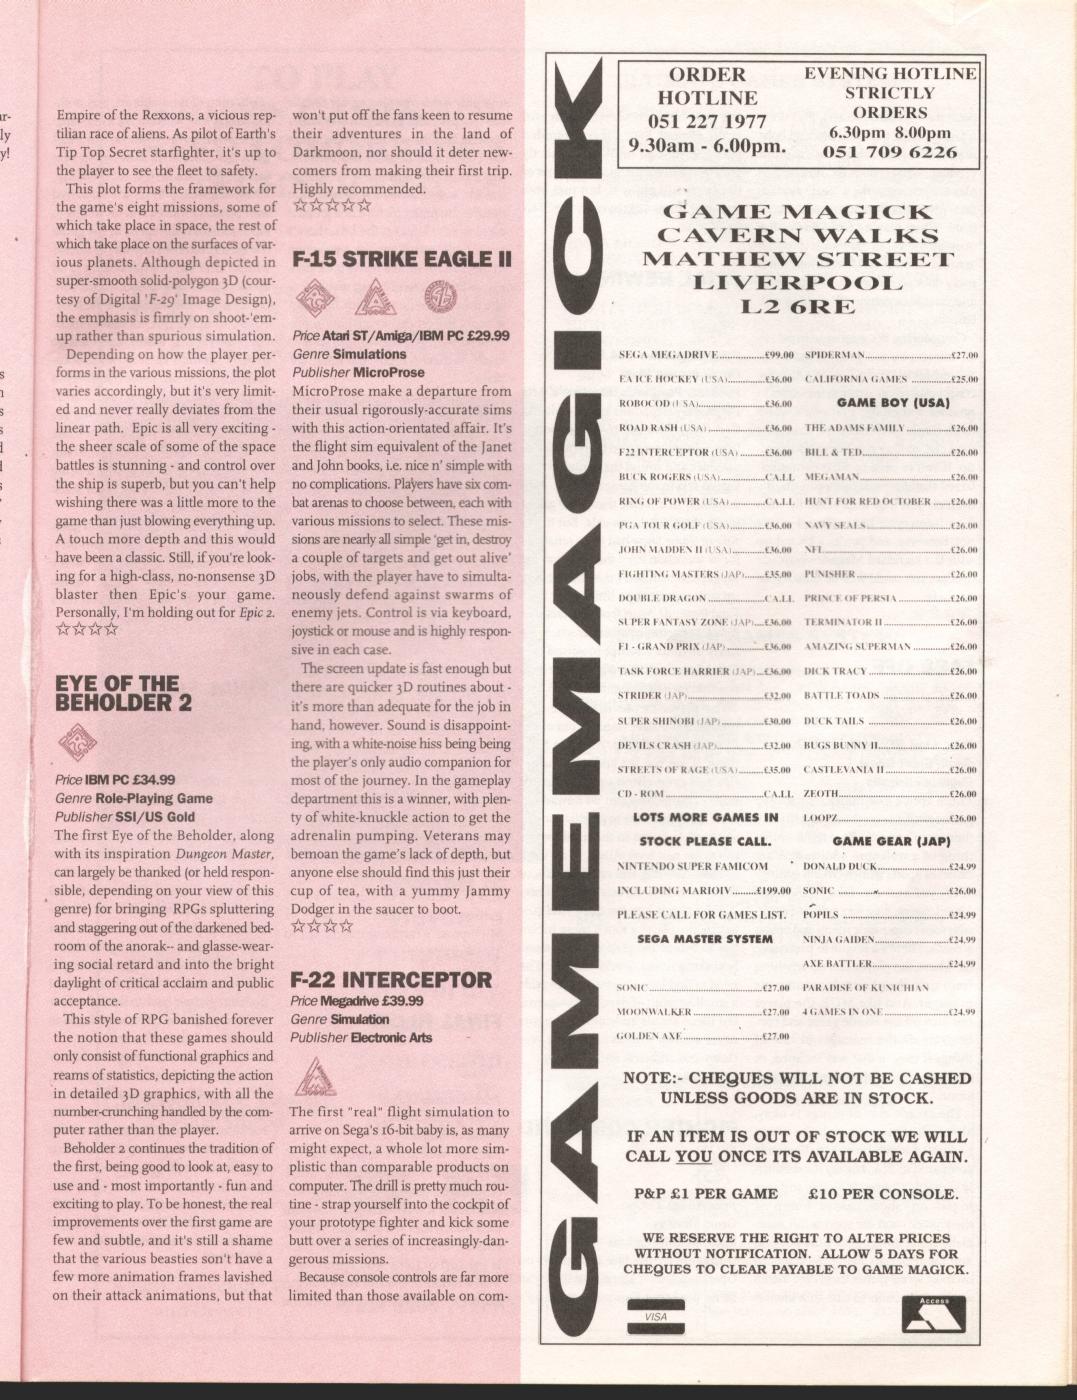 Empire of the Rexxons, a vicious rep-
tilian race of aliens. As pilot of Earth's
Tip Top Secret starfighter, it's up to
the player to see the fleet to safety.
This plot forms the framework for
the game's eight missions, some of
which take place in space, the rest of
which take place on the surfaces of var-
ious planets. Although depicted in
super-smooth solid-polygon 3D (cour-
tesy of Digital 'F-29' Image Design),
the emphasis is fimrly on shoot-'em-
up rather than spurious simulation.
Depending on how the player per-
forms in the various missions, the plot
varies accordingly, but it's very limit-
ed and never really deviates from the
linear path. Epic is all very exciting -
the sheer scale of some of the space
battles is stunning - and control over
the ship is superb, but you can't help
wishing there was a little more to the
game than just blowing everything up.
A touch more depth and this would
have been a classic. Still, if you're look-
ing for a high-class, no-nonsense 3D
blaster then Epic's your game.
Personally, I'm holding out for Epic 2.
☆☆☆☆
EYE OF THE
BEHOLDER 2
Price IBM PC £34.99
Genre Role-Playing Game
Publisher SSI/US Gold
The first Eye of the Beholder, along
with its inspiration Dungeon Master,
can largely be thanked (or held respon-
sible, depending on your view of this
genre) for bringing RPGs spluttering
and staggering out of the darkened bed-
room of the anorak-- and glasse-wear-
ing social retard and into the bright
daylight of critical acclaim and public
acceptance.
This style of RPG banished forever
the notion that these games should
only consist of functional graphics and
reams of statistics, depicting the action
in detailed 3D graphics, with all the
number-crunching handled by the com-
puter rather than the player.
Beholder 2 continues the tradition of
the first, being good to look at, easy to
use and - most importantly - fun and
exciting to play. To be honest, the real
improvements over the first game are
few and subtle, and it's still a shame
that the various beasties son't have a
few more animation frames lavished
on their attack animations, but that
won't put off the fans keen to resume
their adventures in the land of
Darkmoon, nor should it deter new-
comers from making their first trip.
Highly recommended.
☆☆☆☆☆
F-15 STRIKE EAGLE II
Price Atari ST/Amiga/IBM PC £29.99
Genre Simulations
Publisher MicroProse
MicroProse make a departure from
their usual rigorously-accurate sims
with this action-orientated affair. It's
the flight sim equivalent of the Janet
and John books, i.e. nice n' simple with
no complications. Players have six com-
bat arenas to choose between, each with
various missions to select. These mis-
sions are nearly all simple 'get in, destroy
a couple of targets and get out alive'
jobs, with the player have to simulta-
neously defend against swarms of
enemy jets. Control is via keyboard,
joystick or mouse and is highly respon-
sive in each case.
The screen update is fast enough but
there are quicker 3D routines about -
it's more than adequate for the job in
hand, however. Sound is disappoint-
ing, with a white-noise hiss being being
the player's only audio companion for
most of the journey. In the gameplay
department this is a winner, with plen-
ty of white-knuckle action to get the
adrenalin pumping. Veterans may
bemoan the game's lack of depth, but
anyone else should find this just their
cup of tea, with a yummy Jammy
Dodger in the saucer to boot.
☆☆☆☆
F-22 INTERCEPTOR
Price Megadrive £39.99
Genre Simulation
Publisher Electronic Arts
The first "real" flight simulation to
arrive on Sega's 16-bit baby is, as many
might expect, a whole lot more sim-
plistic than comparable products on
computer. The drill is pretty much rou-
tine - strap yourself into the cockpit of
your prototype fighter and kick some
butt over a series of increasingly-dan-
gerous missions.
Because console controls are far more
limited than those available on com-
GAMEMAGICK
ORDER
HOTLINE
051 227 1977
9.30am - 6.00pm.
EVENING HOTLINE
STRICTLY
ORDERS
6.30pm 8.00pm
051 709 6226
GAME MAGICK
CAVERN WALKS
MATHEW STREET
LIVERPOOL
L2 6RE
SEGA MEGADRIVE.................£99.00
EA ICE HOCKEY (USA)..............£36.00
ROBOCOD (USA)......................£36.00
ROAD RASH (USA) ...................£36.00
F22 INTERCEPTOR (USA) ..........£36.00
BUCK ROGERS (USA)................CALL
RING OF POWER (USA) .............CALL
PGA TOUR GOLF (USA)..............£36.00
JOHN MADDEN II (USA).............£36.00
FIGHTING MASTERS (JAP).........£35.00
DOUBLE DRAGON ....................CALL
SUPER FANTASY ZONE (JAP)......£36.00
F1 - GRAND PRIX (JAP).............£36.00
TASK FORCE HARRIER (JAP)...£36.00
STRIDER (JAP).........................£32.00
SUPER SHINOBI (JAP)...............£30.00
DEVILS CRASH (JAP).................£32.00
STREETS OF RAGE (USA) ..........£35.00
CD - ROM ................................CALL
LOTS MORE GAMES IN
STOCK PLEASE CALL.
NINTENDO SUPER FAMICOM
INCLUDING MARIOIV........£199.00
PLEASE CALL FOR GAMES LIST.
SEGA MASTER SYSTEM
SONIC......................................£27.00
MOONWALKER ........................£27.00
GOLDEN AXE...........................£27.00
SPIDERMAN.............................£27.00
CALIFORNIA GAMES ................£25.00
GAME BOY (USA)
THE ADAMS FAMILY ................£26.00
BILL & TED..............................£26.00
MEGAMAN...............................£26.00
HUNT FOR RED OCTOBER ......£26.00
NAVY SEALS............................£26.00
NFL.........................................£26.00
PUNISHER................................£26.00
PRINCE OF PERSIA ..................£26.00
TERMINATOR II.......................£26.00
AMAZING SUPERMAN .............£26.00
DICK TRACY ............................£26.00
BATTLE TOADS .......................£26.00
DUCK TAILS ............................£26.00
BUGS BUNNY II........................£26.00
CASTLEVANIA II......................£26.00
ZEOTH.....................................£26.00
LOOPZ.....................................£26.00
GAME GEAR (JAP)
DONALD DUCK........................£24.99
SONIC .....................................£26.00
POPILS ....................................£24.99
NINJA GAIDEN.........................£24.99
AXE BATTLER..........................£24.99
PARADISE OF KUNICHIAN
4 GAMES IN ONE .....................£24.99
NOTE:- CHEQUES WILL NOT BE CASHED
UNLESS GOODS ARE IN STOCK.
IF AN ITEM IS OUT OF STOCK WE WILL
CALL YOU ONCE ITS AVAILABLE AGAIN.
P&P £1 PER GAME £10 PER CONSOLE.
WE RESERVE THE RIGHT TO ALTER PRICES
WITHOUT NOTIFICATION. ALLOW 5 DAYS FOR
CHEQUES TO CLEAR PAYABLE TO GAME MAGICK.
VISA
Access